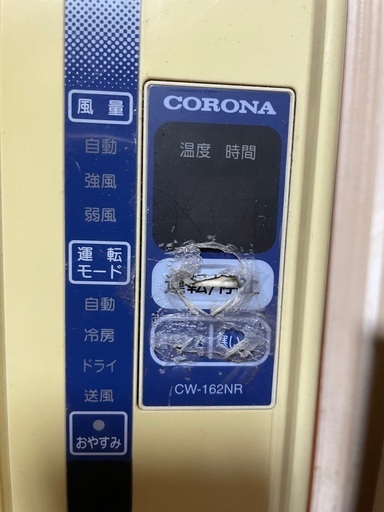 風量
自動
強風
弱風
運転
モード
自動
冷房
ドライ
送風
おやすみ
CORONA
温度 時間
CW-162NR